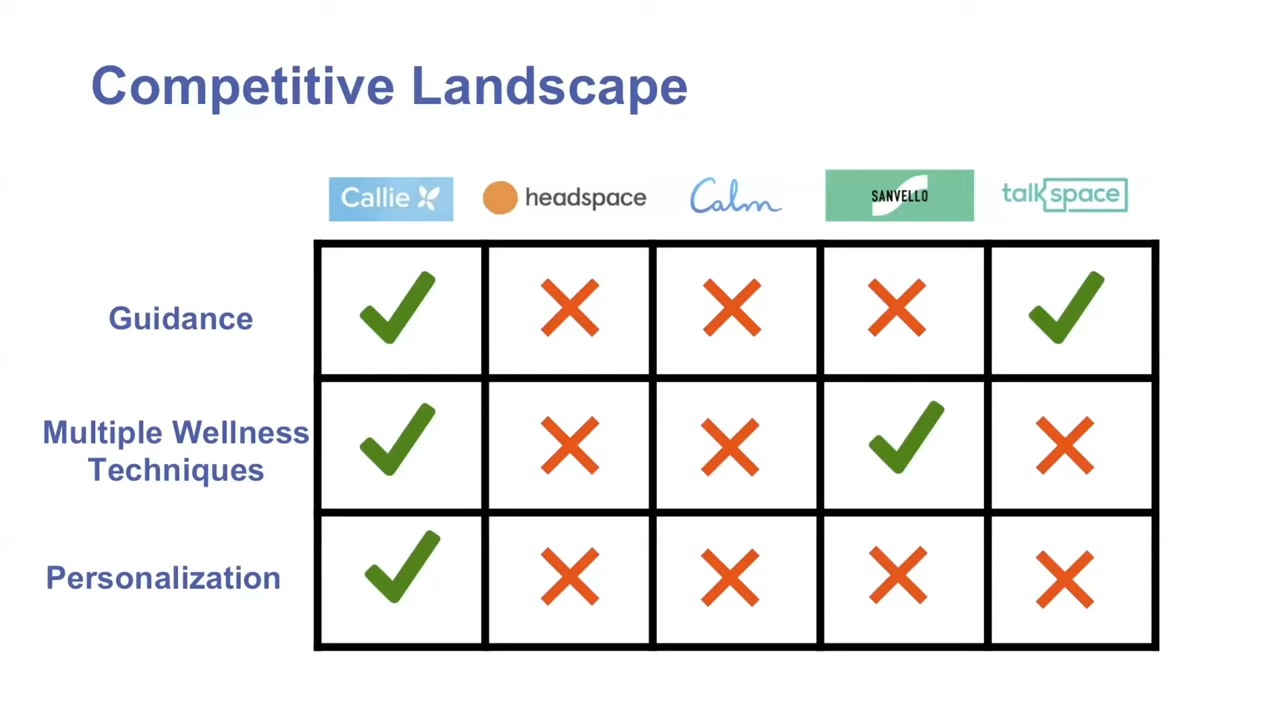 Competitive Landscape
Callie
headspace
Calm
SANVELLO
talkspace
Guidance
Multiple Wellness
Techniques
Personalization